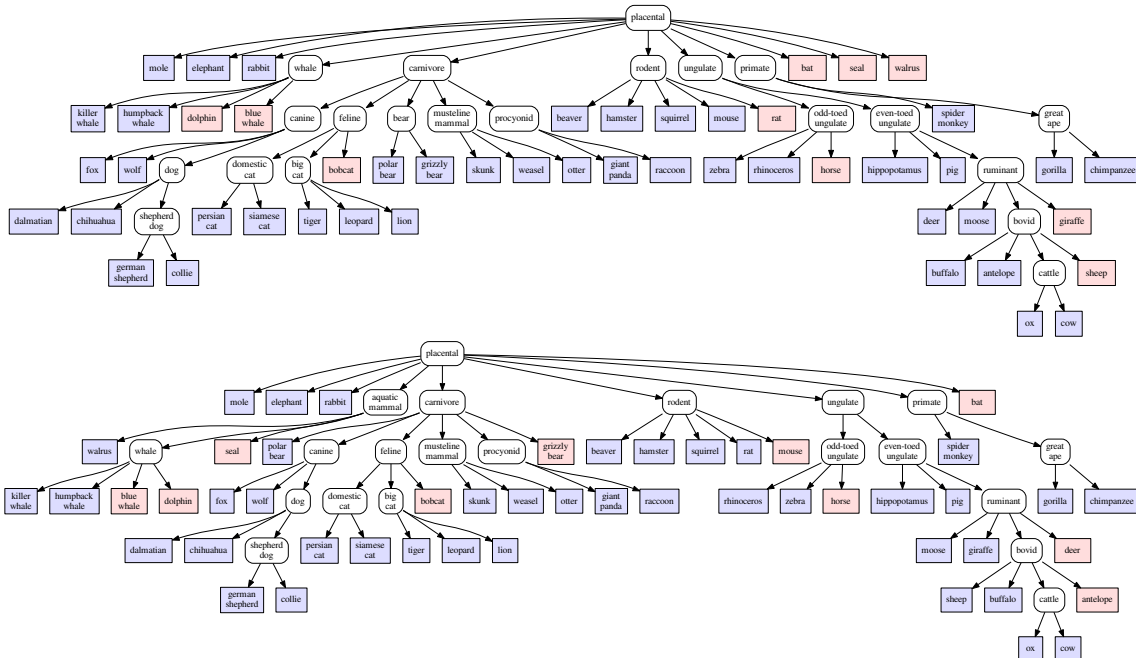 placental
mole elephant rabbit whale carnivore rodent ungulate primate bat seal walrus
killer whale humpback whale dolphin blue whale canine feline bear musteline mammal procyonid beaver hamster squirrel mouse rat odd-toed ungulate even-toed ungulate spider monkey great ape
fox wolf dog domestic cat big cat bobcat polar bear grizzly bear skunk weasel otter giant panda raccoon zebra rhinoceros horse hippopotamus pig ruminant gorilla chimpanzee
dalmatian chihuahua shepherd dog persian cat siamese cat tiger leopard lion deer moose bovid giraffe
german shepherd collie buffalo antelope cattle sheep
ox cow
placental
mole elephant rabbit aquatic mammal carnivore rodent ungulate primate bat
walrus whale seal polar bear canine feline musteline mammal procyonid grizzly bear beaver hamster squirrel rat mouse odd-toed ungulate even-toed ungulate spider monkey great ape
killer whale humpback whale blue whale dolphin fox wolf dog domestic cat big cat bobcat skunk weasel otter giant panda raccoon rhinoceros zebra horse hippopotamus pig ruminant gorilla chimpanzee
dalmatian chihuahua shepherd dog persian cat siamese cat tiger leopard lion moose giraffe bovid deer
german shepherd collie sheep buffalo cattle antelope
ox cow